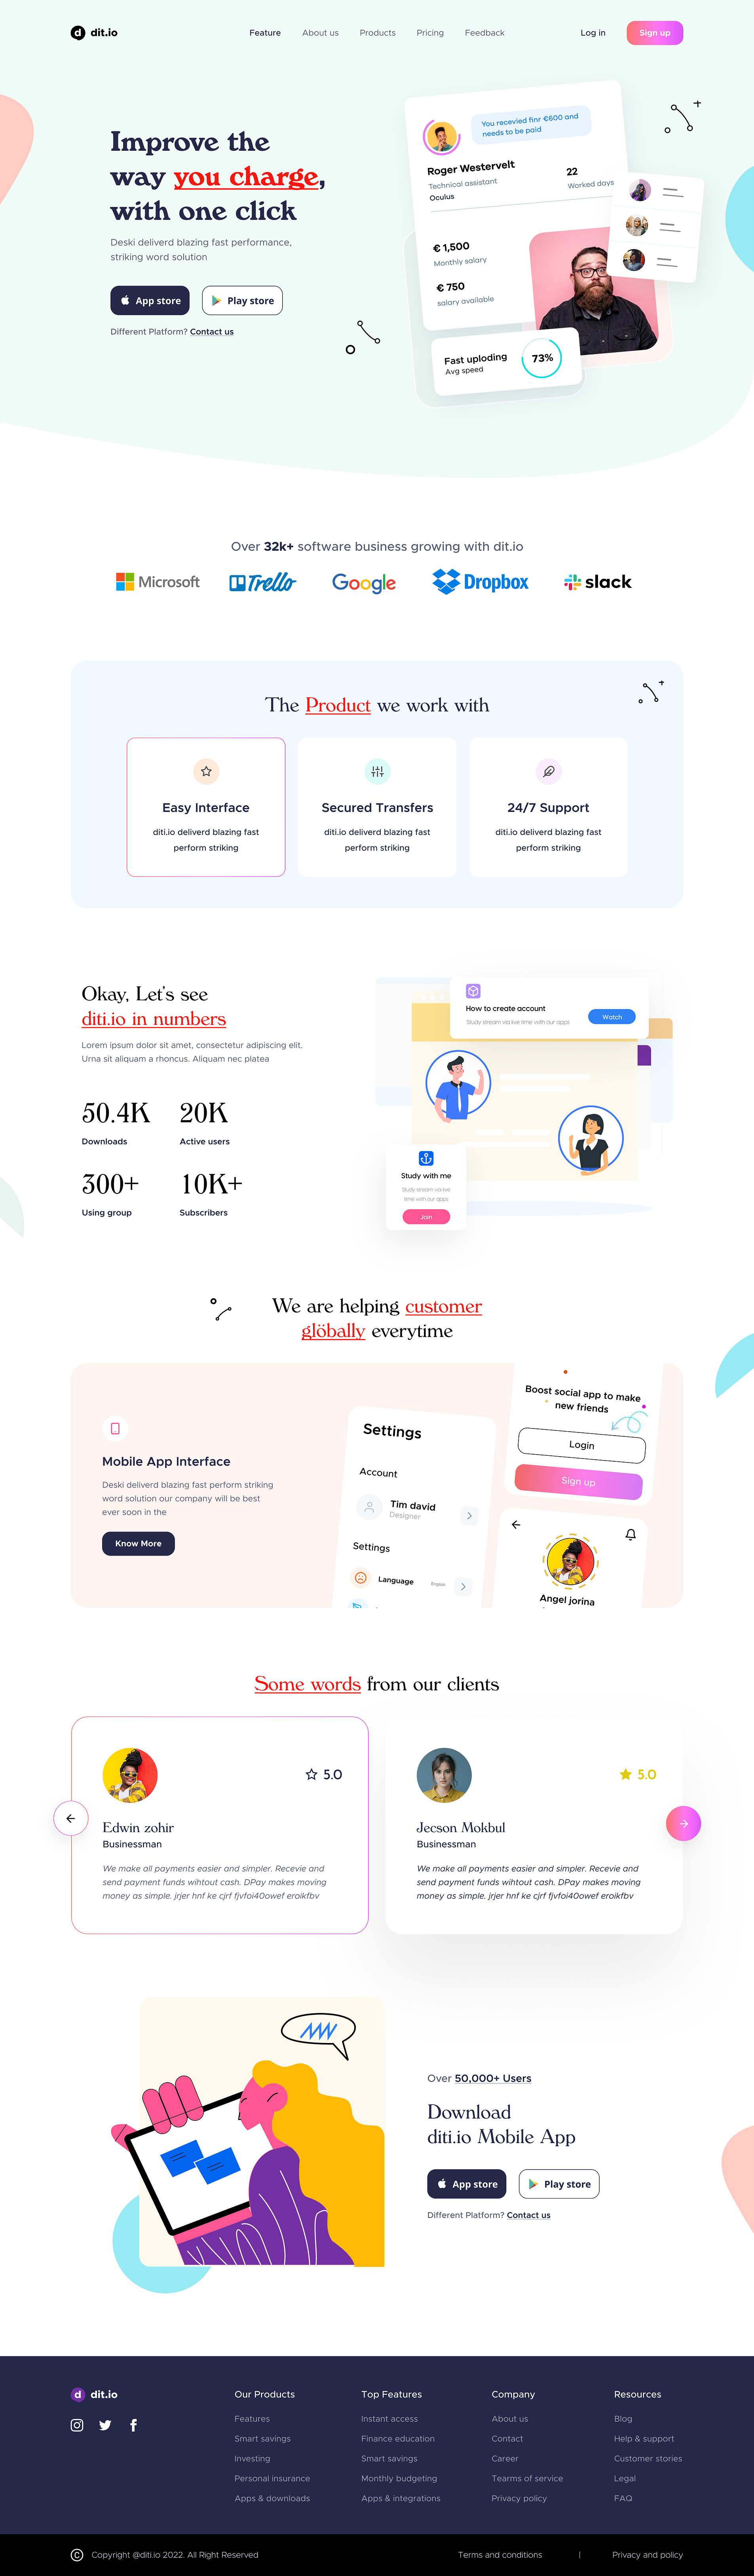 dit.io
Feature About us Products Pricing Feedback
Log in Sign up
Improve the
way you charge,
with one click
Deski deliverd blazing fast performance,
striking word solution
App store Play store
Different Platform? Contact us
You recevied finr €600 and
needs to be paid
Roger Westervelt
Technical assistant
Oculus
22
Worked days
€ 1,500
Monthly salary
€ 750
salary available
Fast uploding
Avg speed
73%
Over 32k+ software business growing with dit.io
Microsoft Trello Google Dropbox slack
The Product we work with
Easy Interface
diti.io deliverd blazing fast
perform striking
Secured Transfers
diti.io deliverd blazing fast
perform striking
24/7 Support
diti.io deliverd blazing fast
perform striking
Okay, Let's see
diti.io in numbers
Lorem ipsum dolor sit amet, consectetur adipiscing elit.
Urna sit aliquam a rhoncus. Aliquam nec platea
50.4K 20K
Downloads Active users
300+ 10K+
Using group Subscribers
How to create account
Study stream via live time with our apps
Watch
Study with me
Study stream via live
time with our apps
Join
We are helping customer
glöbally everytime
Mobile App Interface
Deski deliverd blazing fast perform striking
word solution our company will be best
ever soon in the
Know More
Settings
Account
Tim david
Designer
Settings
Language English
Boost social app to make
new friends
Login
Sign up
Angel jorina
Some words from our clients
5.0
Edwin zohir
Businessman
We make all payments easier and simpler. Recevie and
send payment funds wihtout cash. DPay makes moving
money as simple. jrjer hnf ke cjrf fjvfoi40owef eroikfbv
5.0
Jecson Mokbul
Businessman
We make all payments easier and simpler. Recevie and
send payment funds wihtout cash. DPay makes moving
money as simple. jrjer hnf ke cjrf fjvfoi40owef eroikfbv
Over 50,000+ Users
Download
diti.io Mobile App
App store Play store
Different Platform? Contact us
dit.io
Our Products
Features
Smart savings
Investing
Personal insurance
Apps & downloads
Top Features
Instant access
Finance education
Smart savings
Monthly budgeting
Apps & integrations
Company
About us
Contact
Career
Tearms of service
Privacy policy
Resources
Blog
Help & support
Customer stories
Legal
FAQ
© Copyright @diti.io 2022. All Right Reserved
Terms and conditions | Privacy and policy